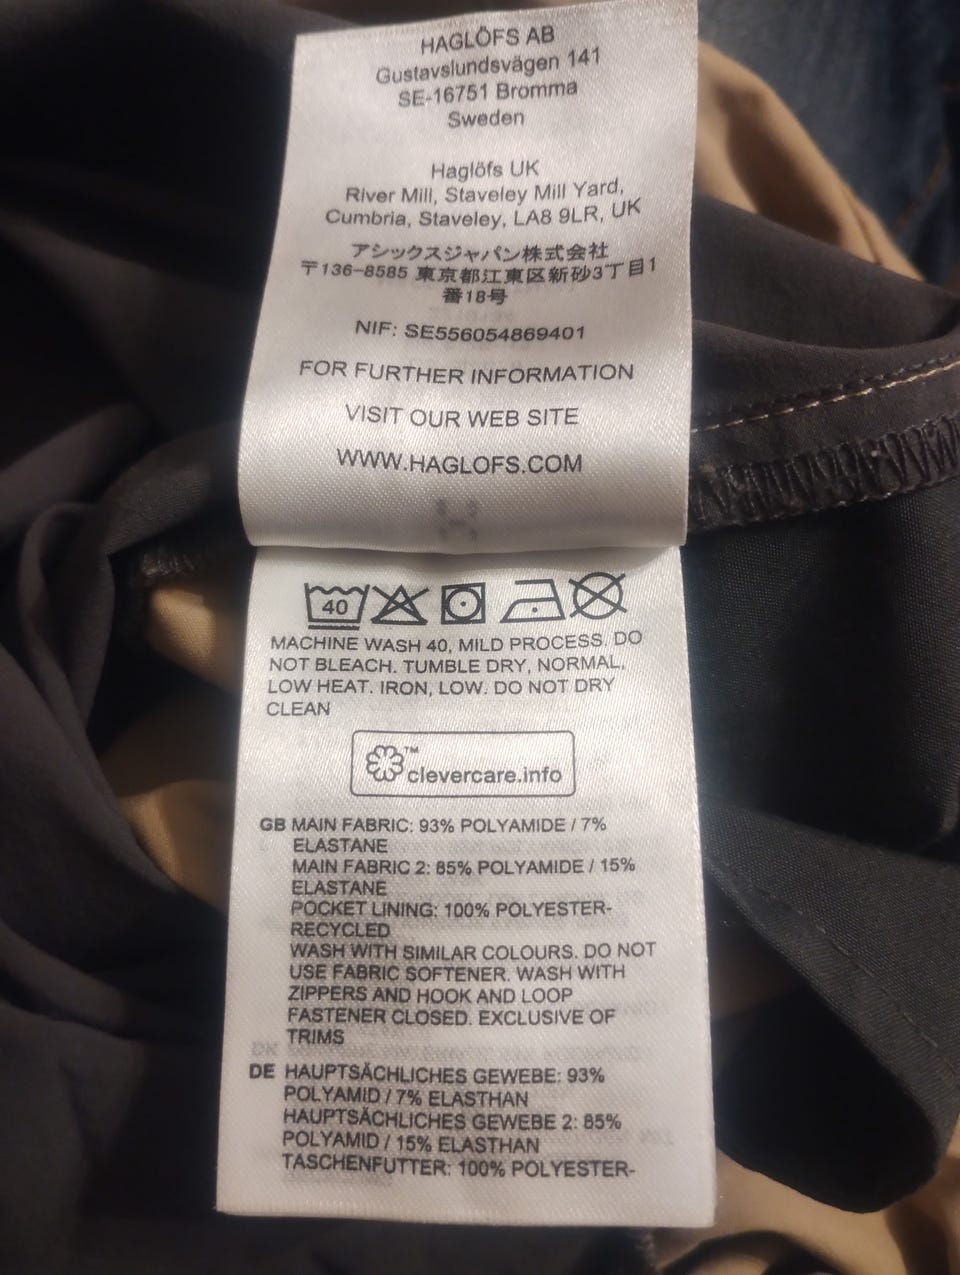 HAGLÖFS AB
Gustavslundsvägen 141
SE-16751 Bromma
Sweden
Haglöfs UK
River Mill, Staveley Mill Yard,
Cumbria, Staveley, LA8 9LR, UK
アシックスジャパン株式会社
〒136-8585 東京都江東区新砂3丁目1
番18号
NIF: SE556054869401
FOR FURTHER INFORMATION
VISIT OUR WEB SITE
WWW.HAGLOFS.COM
40
MACHINE WASH 40, MILD PROCESS. DO
NOT BLEACH. TUMBLE DRY, NORMAL,
LOW HEAT. IRON, LOW. DO NOT DRY
CLEAN
™
clevercare.info
GB MAIN FABRIC: 93% POLYAMIDE / 7%
ELASTANE
MAIN FABRIC 2: 85% POLYAMIDE / 15%
ELASTANE
POCKET LINING: 100% POLYESTER-
RECYCLED
WASH WITH SIMILAR COLOURS. DO NOT
USE FABRIC SOFTENER. WASH WITH
ZIPPERS AND HOOK AND LOOP
FASTENER CLOSED. EXCLUSIVE OF
TRIMS
DE HAUPTSÄCHLICHES GEWEBE: 93%
POLYAMID / 7% ELASTHAN
HAUPTSÄCHLICHES GEWEBE 2: 85%
POLYAMID / 15% ELASTHAN
TASCHENFUTTER: 100% POLYESTER-